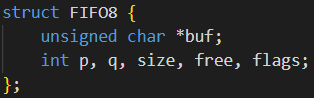 struct FIFO8 {
    unsigned char *buf;
    int p, q, size, free, flags;
};